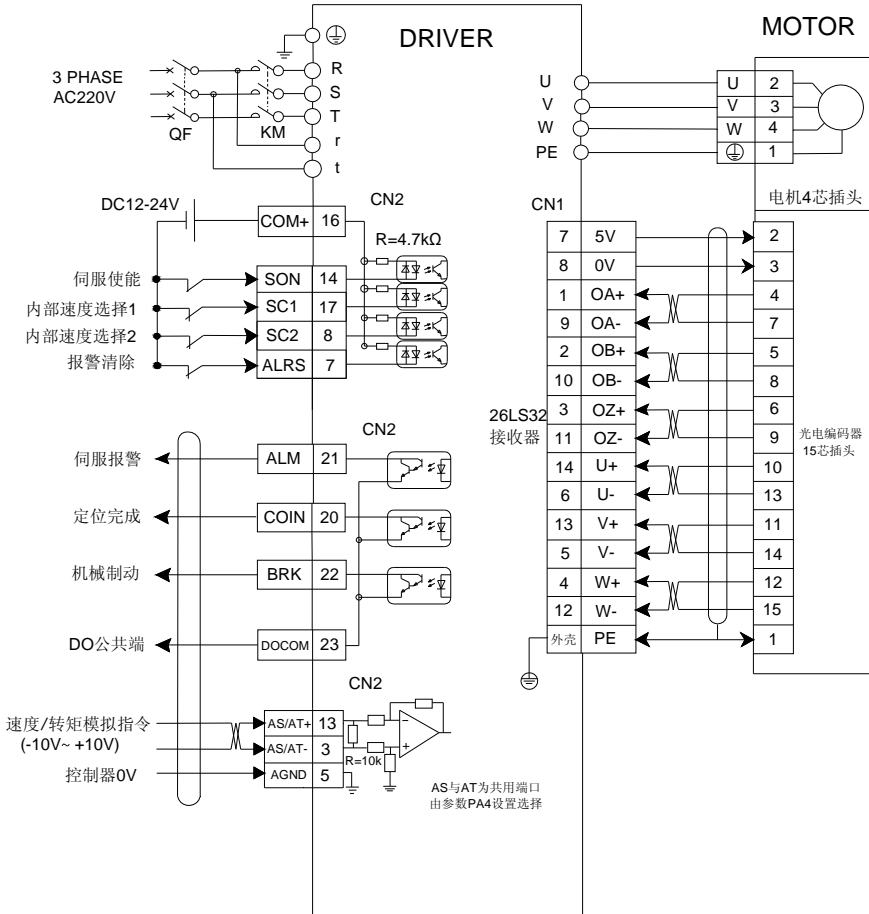 DRIVER
MOTOR
3 PHASE
AC220V
QF
KM
R
S
T
r
t
U
V
W
PE
U 2
V 3
W 4
1
电机4芯插头
DC12-24V
CN2
COM+ 16
R=4.7kΩ
伺服使能 SON 14
内部速度选择1 SC1 17
内部速度选择2 SC2 8
报警清除 ALRS 7
CN2
伺服报警 ALM 21
定位完成 COIN 20
机械制动 BRK 22
DO公共端 DOCOM 23
CN2
速度/转矩模拟指令
(-10V~ +10V)
AS/AT+ 13
AS/AT- 3
控制器0V AGND 5
R=10k
− 
+
AS与AT为共用端口
由参数PA4设置选择
CN1
26LS32
接收器
7 5V 2
8 0V 3
1 OA+ 4
9 OA- 7
2 OB+ 5
10 OB- 8
3 OZ+ 6
11 OZ- 9
14 U+ 10
6 U- 13
13 V+ 11
5 V- 14
4 W+ 12
12 W- 15
外壳 PE 1
光电编码器
15芯插头